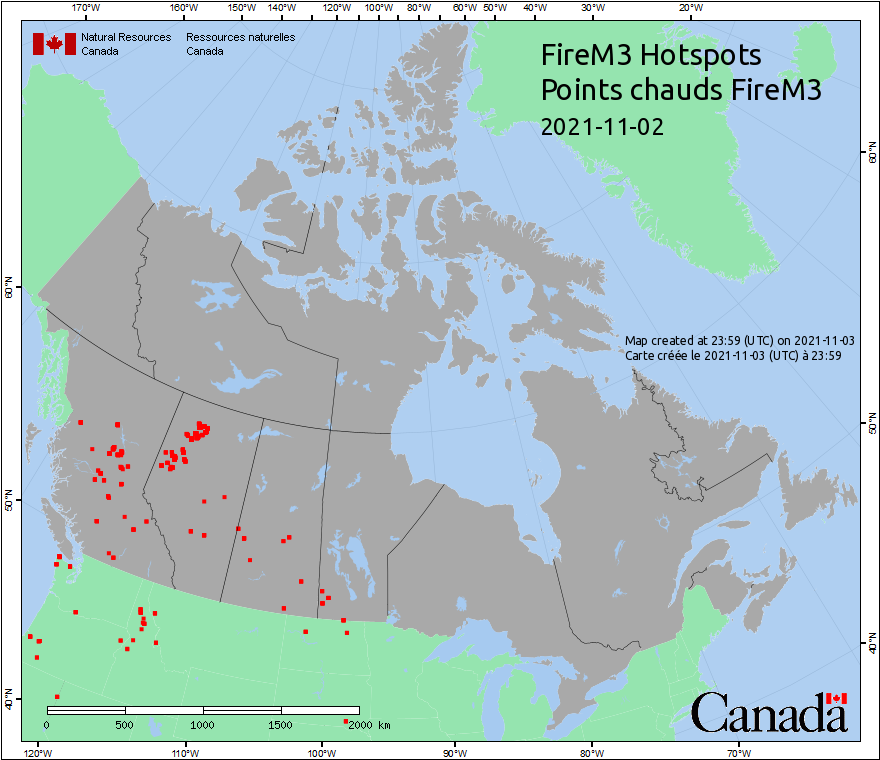 170°W 160°W 150°W 140°W 120°W 100°W 90°W 80°W 60°W 50°W 40°W 30°W 20°W
Natural Resources Ressources naturelles
Canada Canada
FireM3 Hotspots
Points chauds FireM3
2021-11-02
60°N
60°N
Map created at 23:59 (UTC) on 2021-11-03
Carte créée le 2021-11-03 (UTC) à 23:59
50°N
50°N
40°N
40°N
Canada
0 500 1000 1500 2000 km
120°W 110°W 100°W 90°W 80°W 70°W